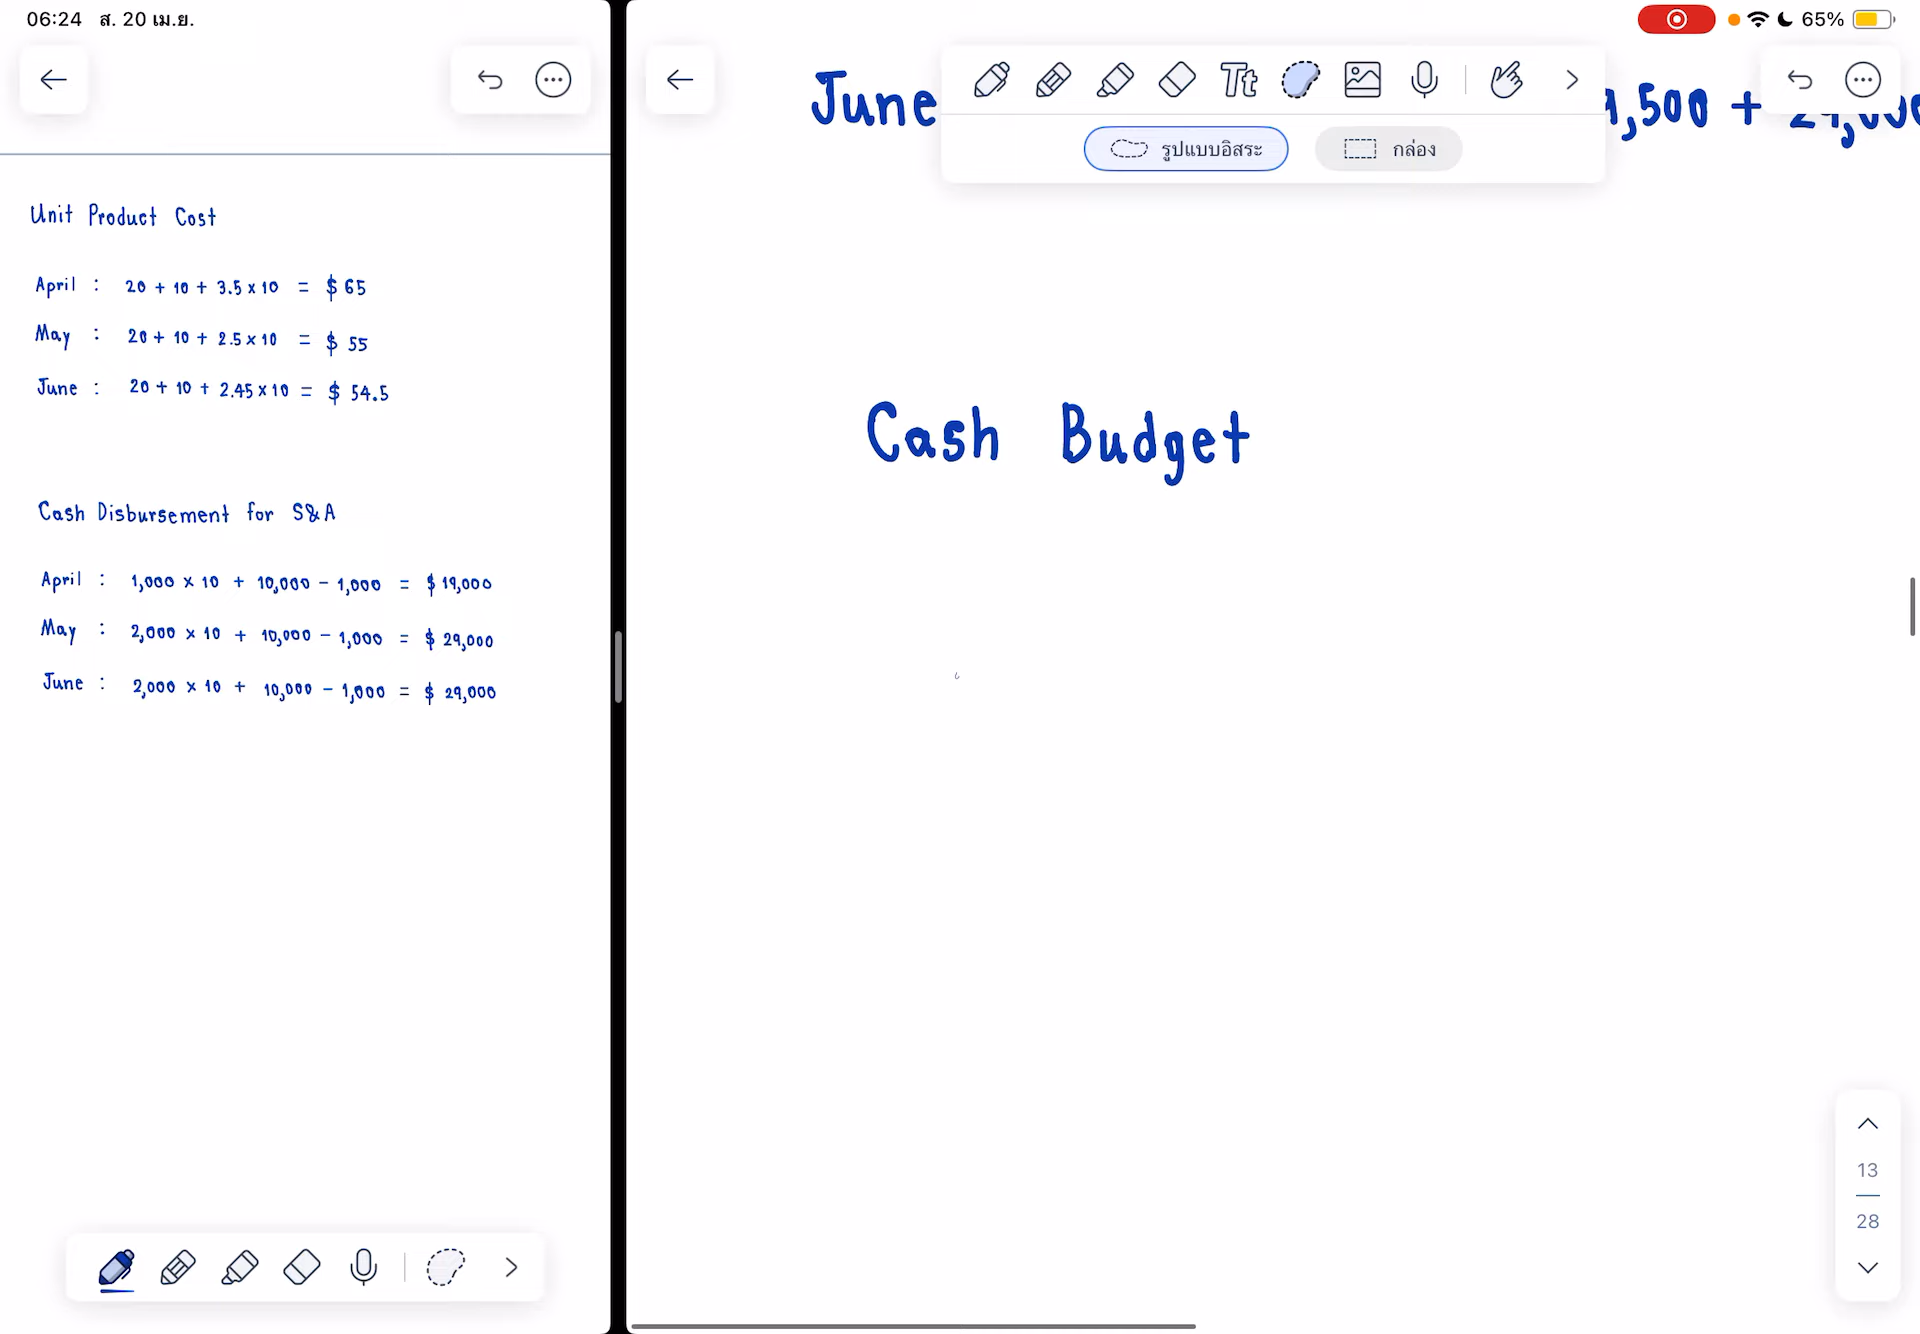 06:24 ส. 20 เม.ย.
65%
Unit Product Cost
April : 20 + 10 + 3.5 x 10 = $ 65
May : 20 + 10 + 2.5 x 10 = $ 55
June : 20 + 10 + 2.45 x 10 = $ 54.5
Cash Disbursement for S&A
April : 1,000 x 10 + 10,000 - 1,000 = $ 19,000
May : 2,000 x 10 + 10,000 - 1,000 = $ 29,000
June : 2,000 x 10 + 10,000 - 1,000 = $ 29,000
June
,500 +
Tt
รูปแบบอิสระ กล่อง
Cash Budget
13
28